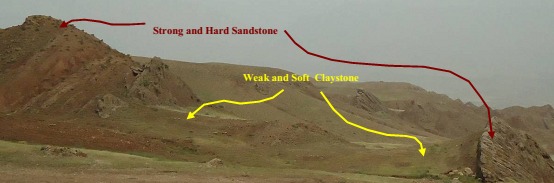 Strong and Hard Sandstone
Weak and Soft Claystone